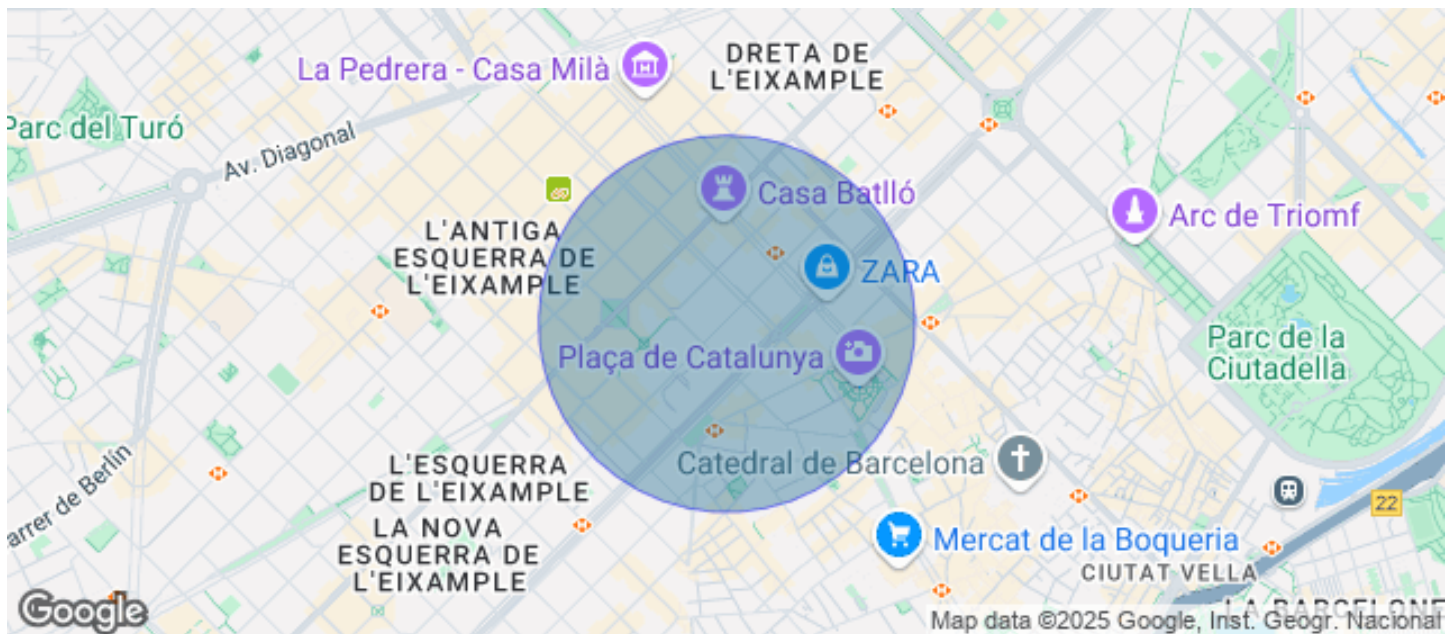 DRETA DE
L'EIXAMPLE
La Pedrera - Casa Milà
Parc del Turó
Av. Diagonal
Casa Batlló
Arc de Triomf
L'ANTIGA
ESQUERRA DE
L'EIXAMPLE
ZARA
Plaça de Catalunya
Parc de la
Ciutadella
Catedral de Barcelona
L'ESQUERRA
DE L'EIXAMPLE
LA NOVA
ESQUERRA DE
L'EIXAMPLE
arrer de Berlín
22
Mercat de la Boqueria
CIUTAT VELLA
LA BARCELONE
Google
Map data ©2025 Google, Inst. Geogr. Nacional